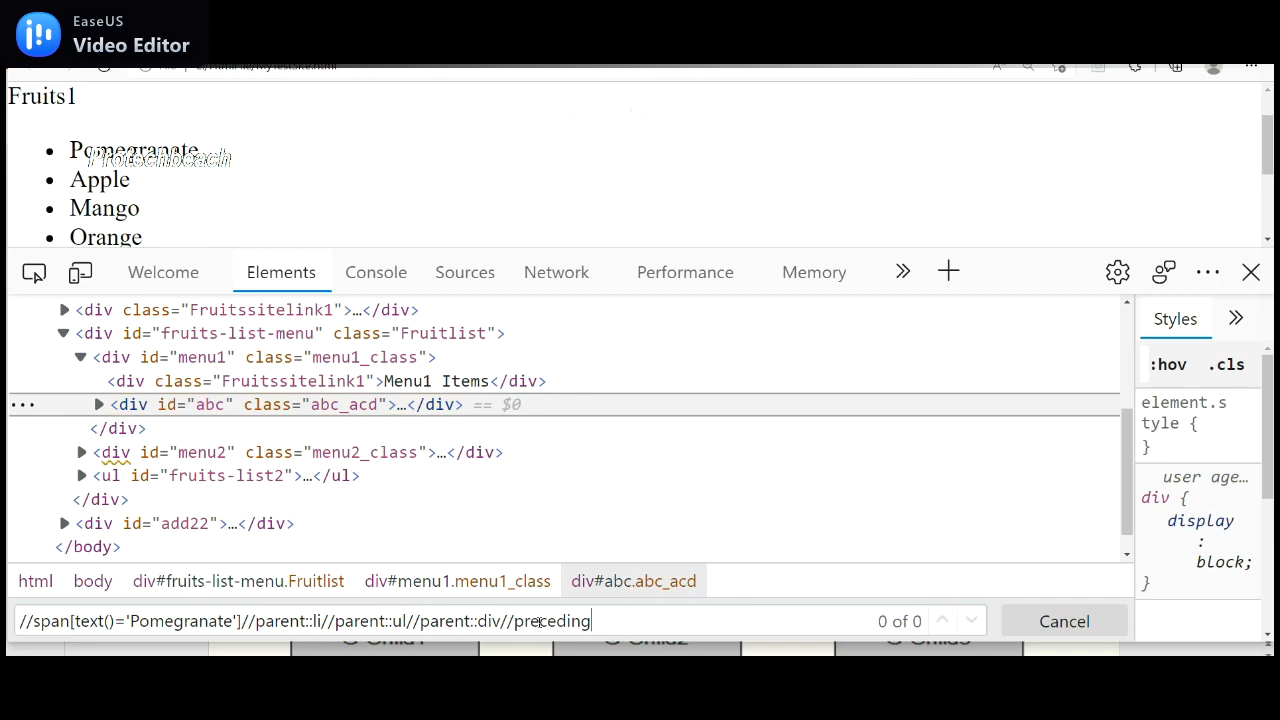 EaseUS
Video Editor
Fruits1
• Pomegranate
Protechboach
• Apple
• Mango
• Orange
Welcome Elements Console Sources Network Performance Memory
<div class="Fruitssitelink1">…</div>
<div id="fruits-list-menu" class="Fruitlist">
<div id="menu1" class="menu1_class">
<div class="Fruitssitelink1">Menu1 Items</div>
<div id="abc" class="abc_acd">…</div> == $0
</div>
<div id="menu2" class="menu2_class">…</div>
<ul id="fruits-list2">…</ul>
</div>
<div id="add22">…</div>
</body>
Styles
:hov .cls
element.s
tyle {
}
user age…
div {
display
:
block;
}
html body div#fruits-list-menu.Fruitlist div#menu1.menu1_class div#abc.abc_acd
//span[text()='Pomegranate']//parent::li//parent::ul//parent::div//preceding 0 of 0 Cancel